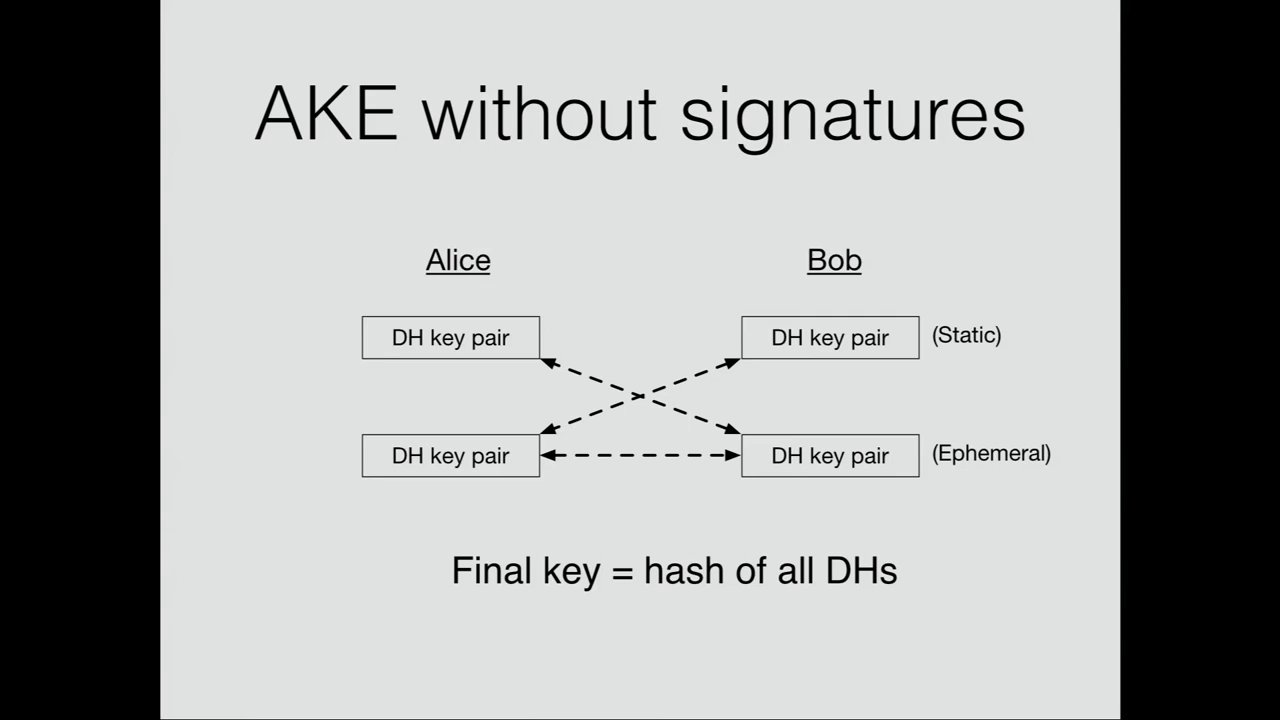 AKE without signatures
Alice Bob
DH key pair DH key pair (Static)
DH key pair DH key pair (Ephemeral)
Final key = hash of all DHs